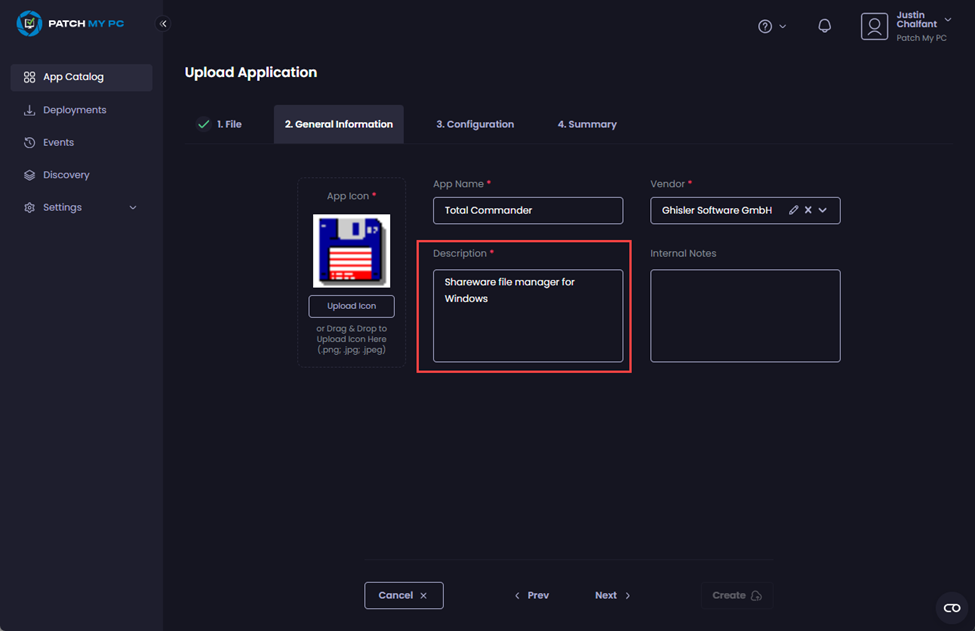 PATCH MY PC
Justin
Chalfant
Patch My PC
App Catalog
Deployments
Events
Discovery
Settings
Upload Application
1. File
2. General Information
3. Configuration
4. Summary
App Icon *
Upload Icon
or Drag & Drop to
Upload Icon Here
(.png; .jpg; .jpeg)
App Name *
Total Commander
Vendor *
Ghisler Software GmbH
Description *
Shareware file manager for
Windows
Internal Notes
Cancel
Prev
Next
Create